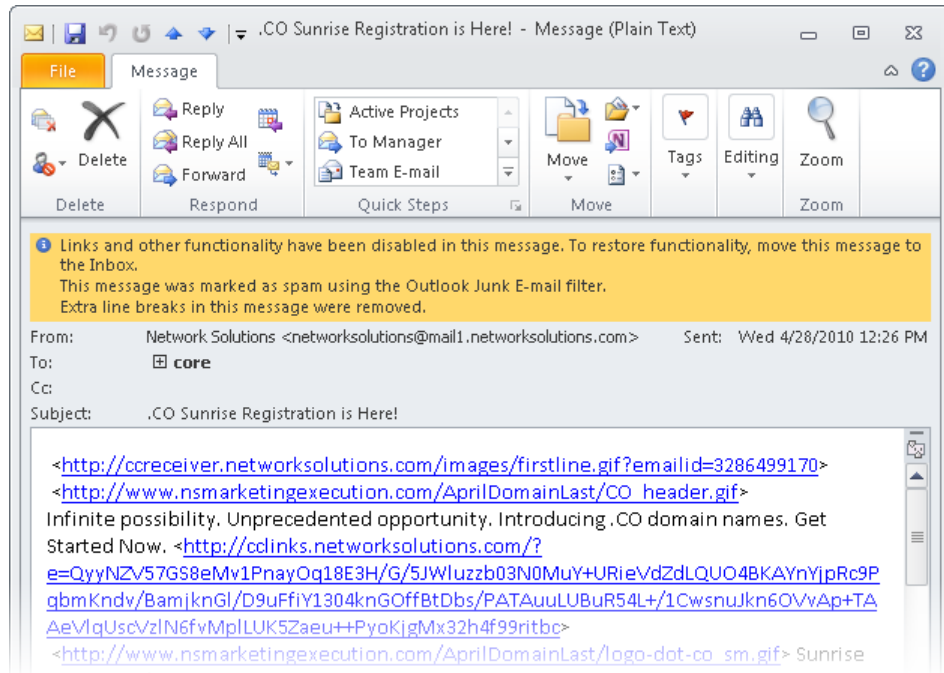 .CO Sunrise Registration is Here! - Message (Plain Text)
File Message
Reply
Reply All
Forward
Delete
Active Projects
To Manager
Team E-mail
Move
Tags
Editing
Zoom
Delete Respond Quick Steps Move Zoom
Links and other functionality have been disabled in this message. To restore functionality, move this message to
the Inbox.
This message was marked as spam using the Outlook Junk E-mail filter.
Extra line breaks in this message were removed.
From: Network Solutions <networksolutions@mail1.networksolutions.com> Sent: Wed 4/28/2010 12:26 PM
To: core
Cc:
Subject: .CO Sunrise Registration is Here!
<http://ccreceiver.networksolutions.com/images/firstline.gif?emailid=3286499170>
<http://www.nsmarketingexecution.com/AprilDomainLast/CO_header.gif>
Infinite possibility. Unprecedented opportunity. Introducing .CO domain names. Get
Started Now. <http://cclinks.networksolutions.com/?
e=QyyNZV57GS8eMv1PnayOq18E3H/G/5JWluzzb03N0MuY+URieVdZdLQUO4BKAYnYjpRc9P
qbmKndv/BamjknGl/D9uFfiY1304knGOffBtDbs/PATAuuLUBuR54L+/1CwsnuJkn6OVvAp+TA
AeVlqUscVzlN6fvMplLUK5Zaeu++PyoKjgMx32h4f99ritbc>
<http://www.nsmarketingexecution.com/AprilDomainLast/logo-dot-co_sm.gif> Sunrise